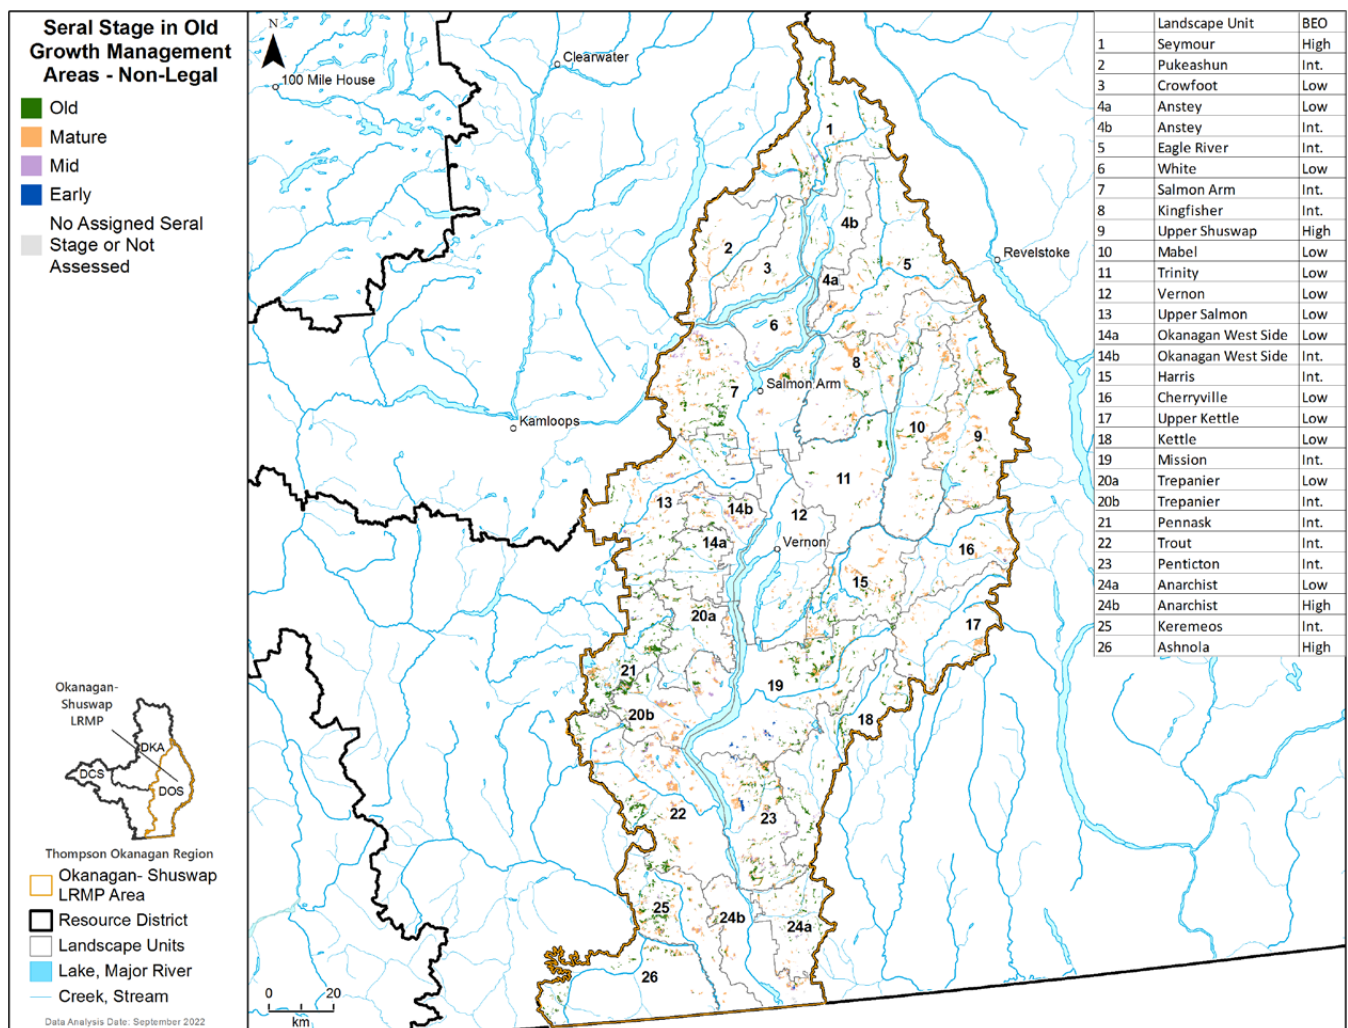 Seral Stage in Old
Growth Management
Areas - Non-Legal
Old
Mature
Mid
Early
No Assigned Seral
Stage or Not
Assessed
Okanagan-
Shuswap
LRMP
DKA
DCS
DOS
Thompson Okanagan Region
Okanagan- Shuswap
LRMP Area
Resource District
Landscape Units
Lake, Major River
Creek, Stream
Data Analysis Date: September 2022
N
100 Mile House
Clearwater
Revelstoke
Kamloops
Salmon Arm
Vernon
1
2
3
4b
4a
5
6
7
8
9
10
11
12
13
14b
14a
15
16
17
18
19
20a
20b
21
22
23
24b
24a
25
26
0 20
km
Landscape Unit BEO
1 Seymour High
2 Pukeashun Int.
3 Crowfoot Low
4a Anstey Low
4b Anstey Int.
5 Eagle River Int.
6 White Low
7 Salmon Arm Int.
8 Kingfisher Int.
9 Upper Shuswap High
10 Mabel Low
11 Trinity Low
12 Vernon Low
13 Upper Salmon Low
14a Okanagan West Side Low
14b Okanagan West Side Int.
15 Harris Int.
16 Cherryville Low
17 Upper Kettle Low
18 Kettle Low
19 Mission Int.
20a Trepanier Low
20b Trepanier Int.
21 Pennask Int.
22 Trout Int.
23 Penticton Int.
24a Anarchist Low
24b Anarchist High
25 Keremeos Int.
26 Ashnola High